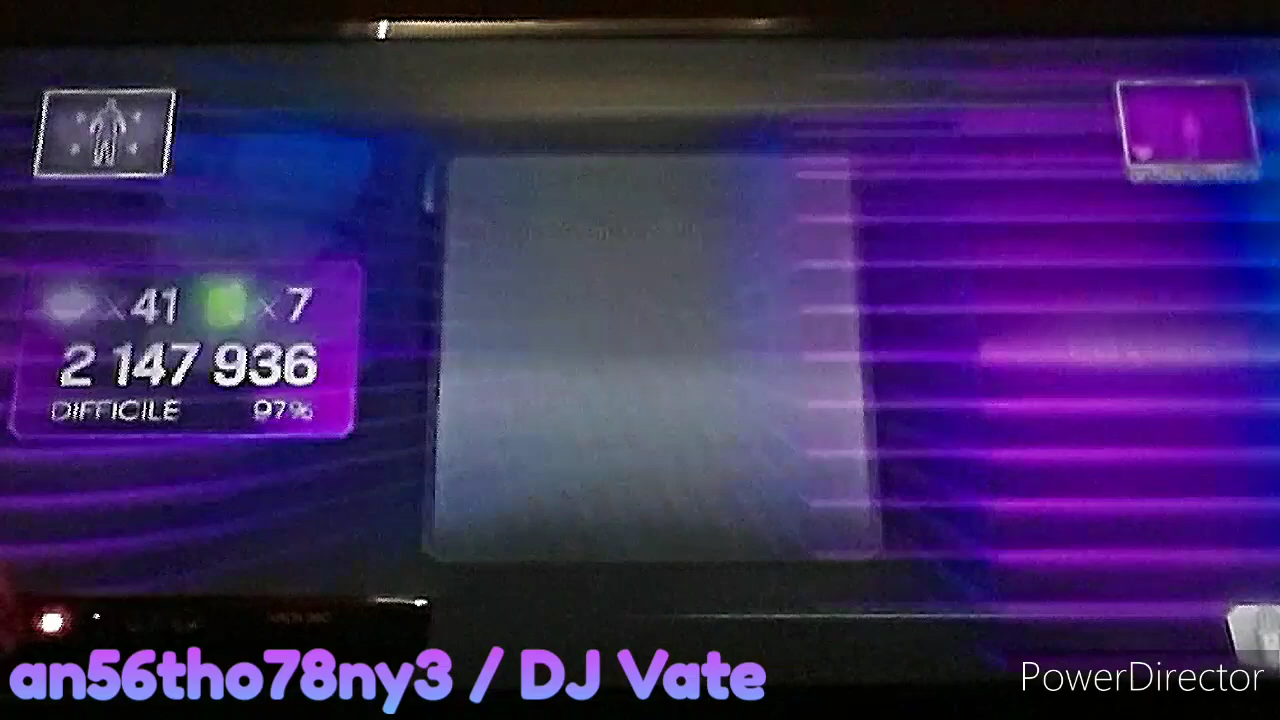 ×41 ×7
2 147 936
DIFFICILE 97%
an56tho78ny3 / DJ Vate
PowerDirector